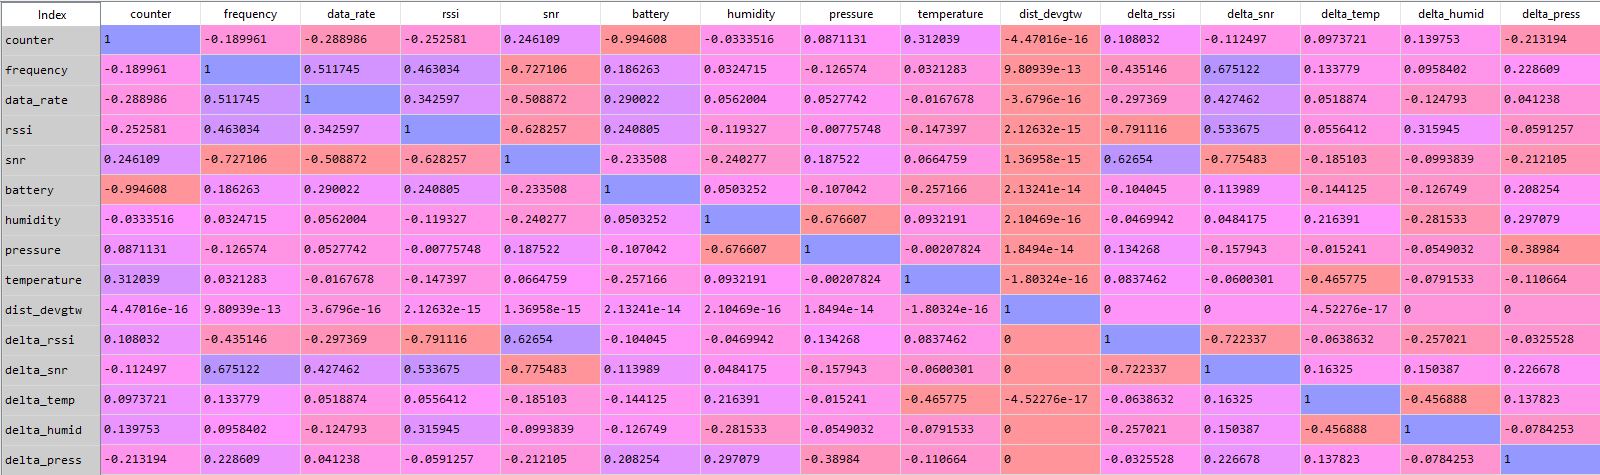 Index counter frequency data_rate rssi snr battery humidity pressure temperature dist_devgtw delta_rssi delta_snr delta_temp delta_humid delta_press
counter 1 -0.189961 -0.288986 -0.252581 0.246109 -0.994608 -0.0333516 0.0871131 0.312039 -4.47016e-16 0.108032 -0.112497 0.0973721 0.139753 -0.213194
frequency -0.189961 1 0.511745 0.463034 -0.727106 0.186263 0.0324715 -0.126574 0.0321283 9.80939e-13 -0.435146 0.675122 0.133779 0.0958402 0.228609
data_rate -0.288986 0.511745 1 0.342597 -0.508872 0.290022 0.0562004 0.0527742 -0.0167678 -3.6796e-16 -0.297369 0.427462 0.0518874 -0.124793 0.041238
rssi -0.252581 0.463034 0.342597 1 -0.628257 0.240805 -0.119327 -0.00775748 -0.147397 2.12632e-15 -0.791116 0.533675 0.0556412 0.315945 -0.0591257
snr 0.246109 -0.727106 -0.508872 -0.628257 1 -0.233508 -0.240277 0.187522 0.0664759 1.36958e-15 0.62654 -0.775483 -0.185103 -0.0993839 -0.212105
battery -0.994608 0.186263 0.290022 0.240805 -0.233508 1 0.0503252 -0.107042 -0.257166 2.13241e-14 -0.104045 0.113989 -0.144125 -0.126749 0.208254
humidity -0.0333516 0.0324715 0.0562004 -0.119327 -0.240277 0.0503252 1 -0.676607 0.0932191 2.10469e-16 -0.0469942 0.0484175 0.216391 -0.281533 0.297079
pressure 0.0871131 -0.126574 0.0527742 -0.00775748 0.187522 -0.107042 -0.676607 1 -0.00207824 1.8494e-14 0.134268 -0.157943 -0.015241 -0.0549032 -0.38984
temperature 0.312039 0.0321283 -0.0167678 -0.147397 0.0664759 -0.257166 0.0932191 -0.00207824 1 -1.80324e-16 0.0837462 -0.0600301 -0.465775 -0.0791533 -0.110664
dist_devgtw -4.47016e-16 9.80939e-13 -3.6796e-16 2.12632e-15 1.36958e-15 2.13241e-14 2.10469e-16 1.8494e-14 -1.80324e-16 1 0 0 -4.52276e-17 0 0
delta_rssi 0.108032 -0.435146 -0.297369 -0.791116 0.62654 -0.104045 -0.0469942 0.134268 0.0837462 0 1 -0.722337 -0.0638632 -0.257021 -0.0325528
delta_snr -0.112497 0.675122 0.427462 0.533675 -0.775483 0.113989 0.0484175 -0.157943 -0.0600301 0 -0.722337 1 0.16325 0.150387 0.226678
delta_temp 0.0973721 0.133779 0.0518874 0.0556412 -0.185103 -0.144125 0.216391 -0.015241 -0.465775 -4.52276e-17 -0.0638632 0.16325 1 -0.456888 0.137823
delta_humid 0.139753 0.0958402 -0.124793 0.315945 -0.0993839 -0.126749 -0.281533 -0.0549032 -0.0791533 0 -0.257021 0.150387 -0.456888 1 -0.0784253
delta_press -0.213194 0.228609 0.041238 -0.0591257 -0.212105 0.208254 0.297079 -0.38984 -0.110664 0 -0.0325528 0.226678 0.137823 -0.0784253 1